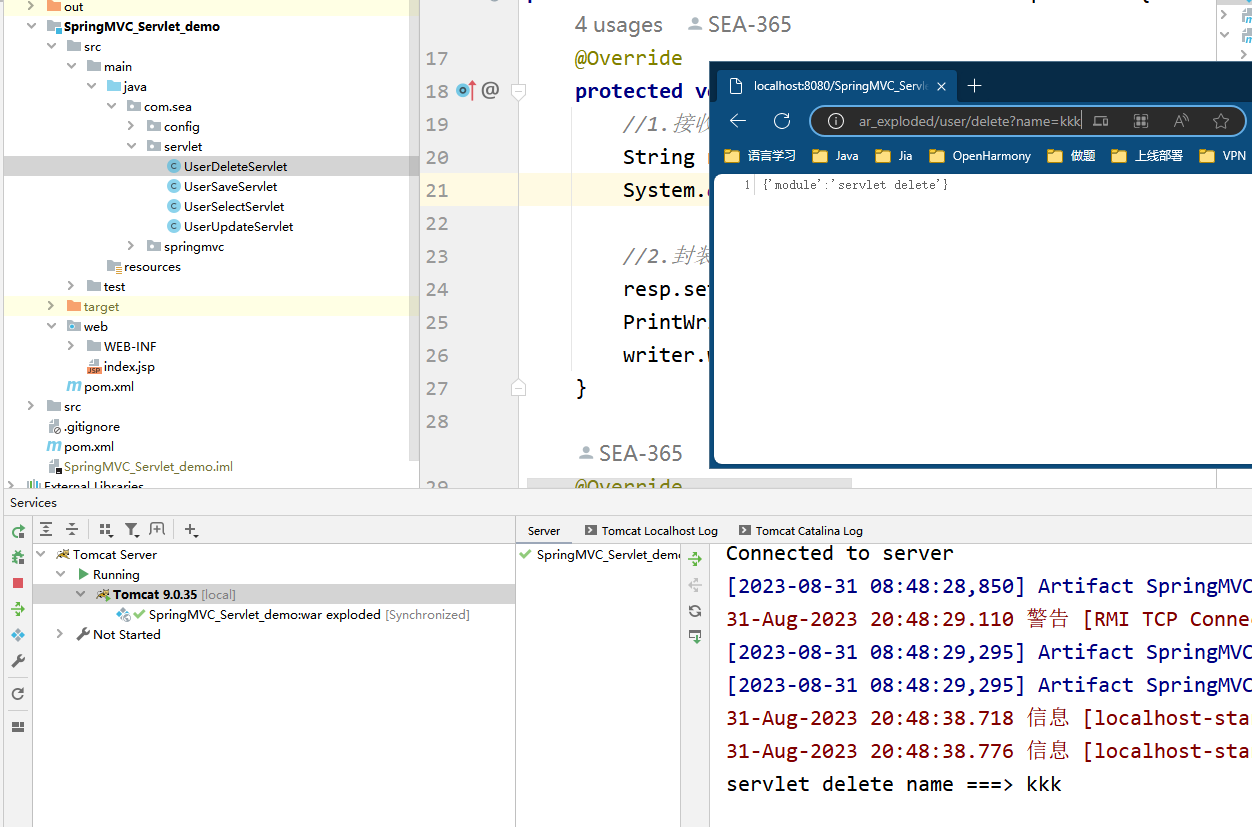 out
SpringMVC_Servlet_demo
src
main
java
com.sea
config
servlet
UserDeleteServlet
UserSaveServlet
UserSelectServlet
UserUpdateServlet
springmvc
resources
test
target
web
WEB-INF
index.jsp
pom.xml
src
.gitignore
pom.xml
SpringMVC_Servlet_demo.iml
External Libraries
4 usages SEA-365
17 @Override
18 @ protected v
19 //1.接收
20 String
21 System.
22
23 //2.封装
24 resp.se
25 PrintWr
26 writer.
27 }
28
SEA-365
29 @Override
localhost:8080/SpringMVC_Servl
ar_exploded/user/delete?name=kkk
语言学习 Java Jia OpenHarmony 做题 上线部署 VPN
1 {'module':'servlet delete'}
Services
Tomcat Server
Running
Tomcat 9.0.35 [local]
SpringMVC_Servlet_demo:war exploded [Synchronized]
Not Started
Server Tomcat Localhost Log Tomcat Catalina Log
SpringMVC_Servlet_demo
Connected to server
[2023-08-31 08:48:28,850] Artifact SpringMVC
31-Aug-2023 20:48:29.110 警告 [RMI TCP Conne
[2023-08-31 08:48:29,295] Artifact SpringMVC
[2023-08-31 08:48:29,295] Artifact SpringMVC
31-Aug-2023 20:48:38.718 信息 [localhost-sta
31-Aug-2023 20:48:38.776 信息 [localhost-sta
servlet delete name ===> kkk